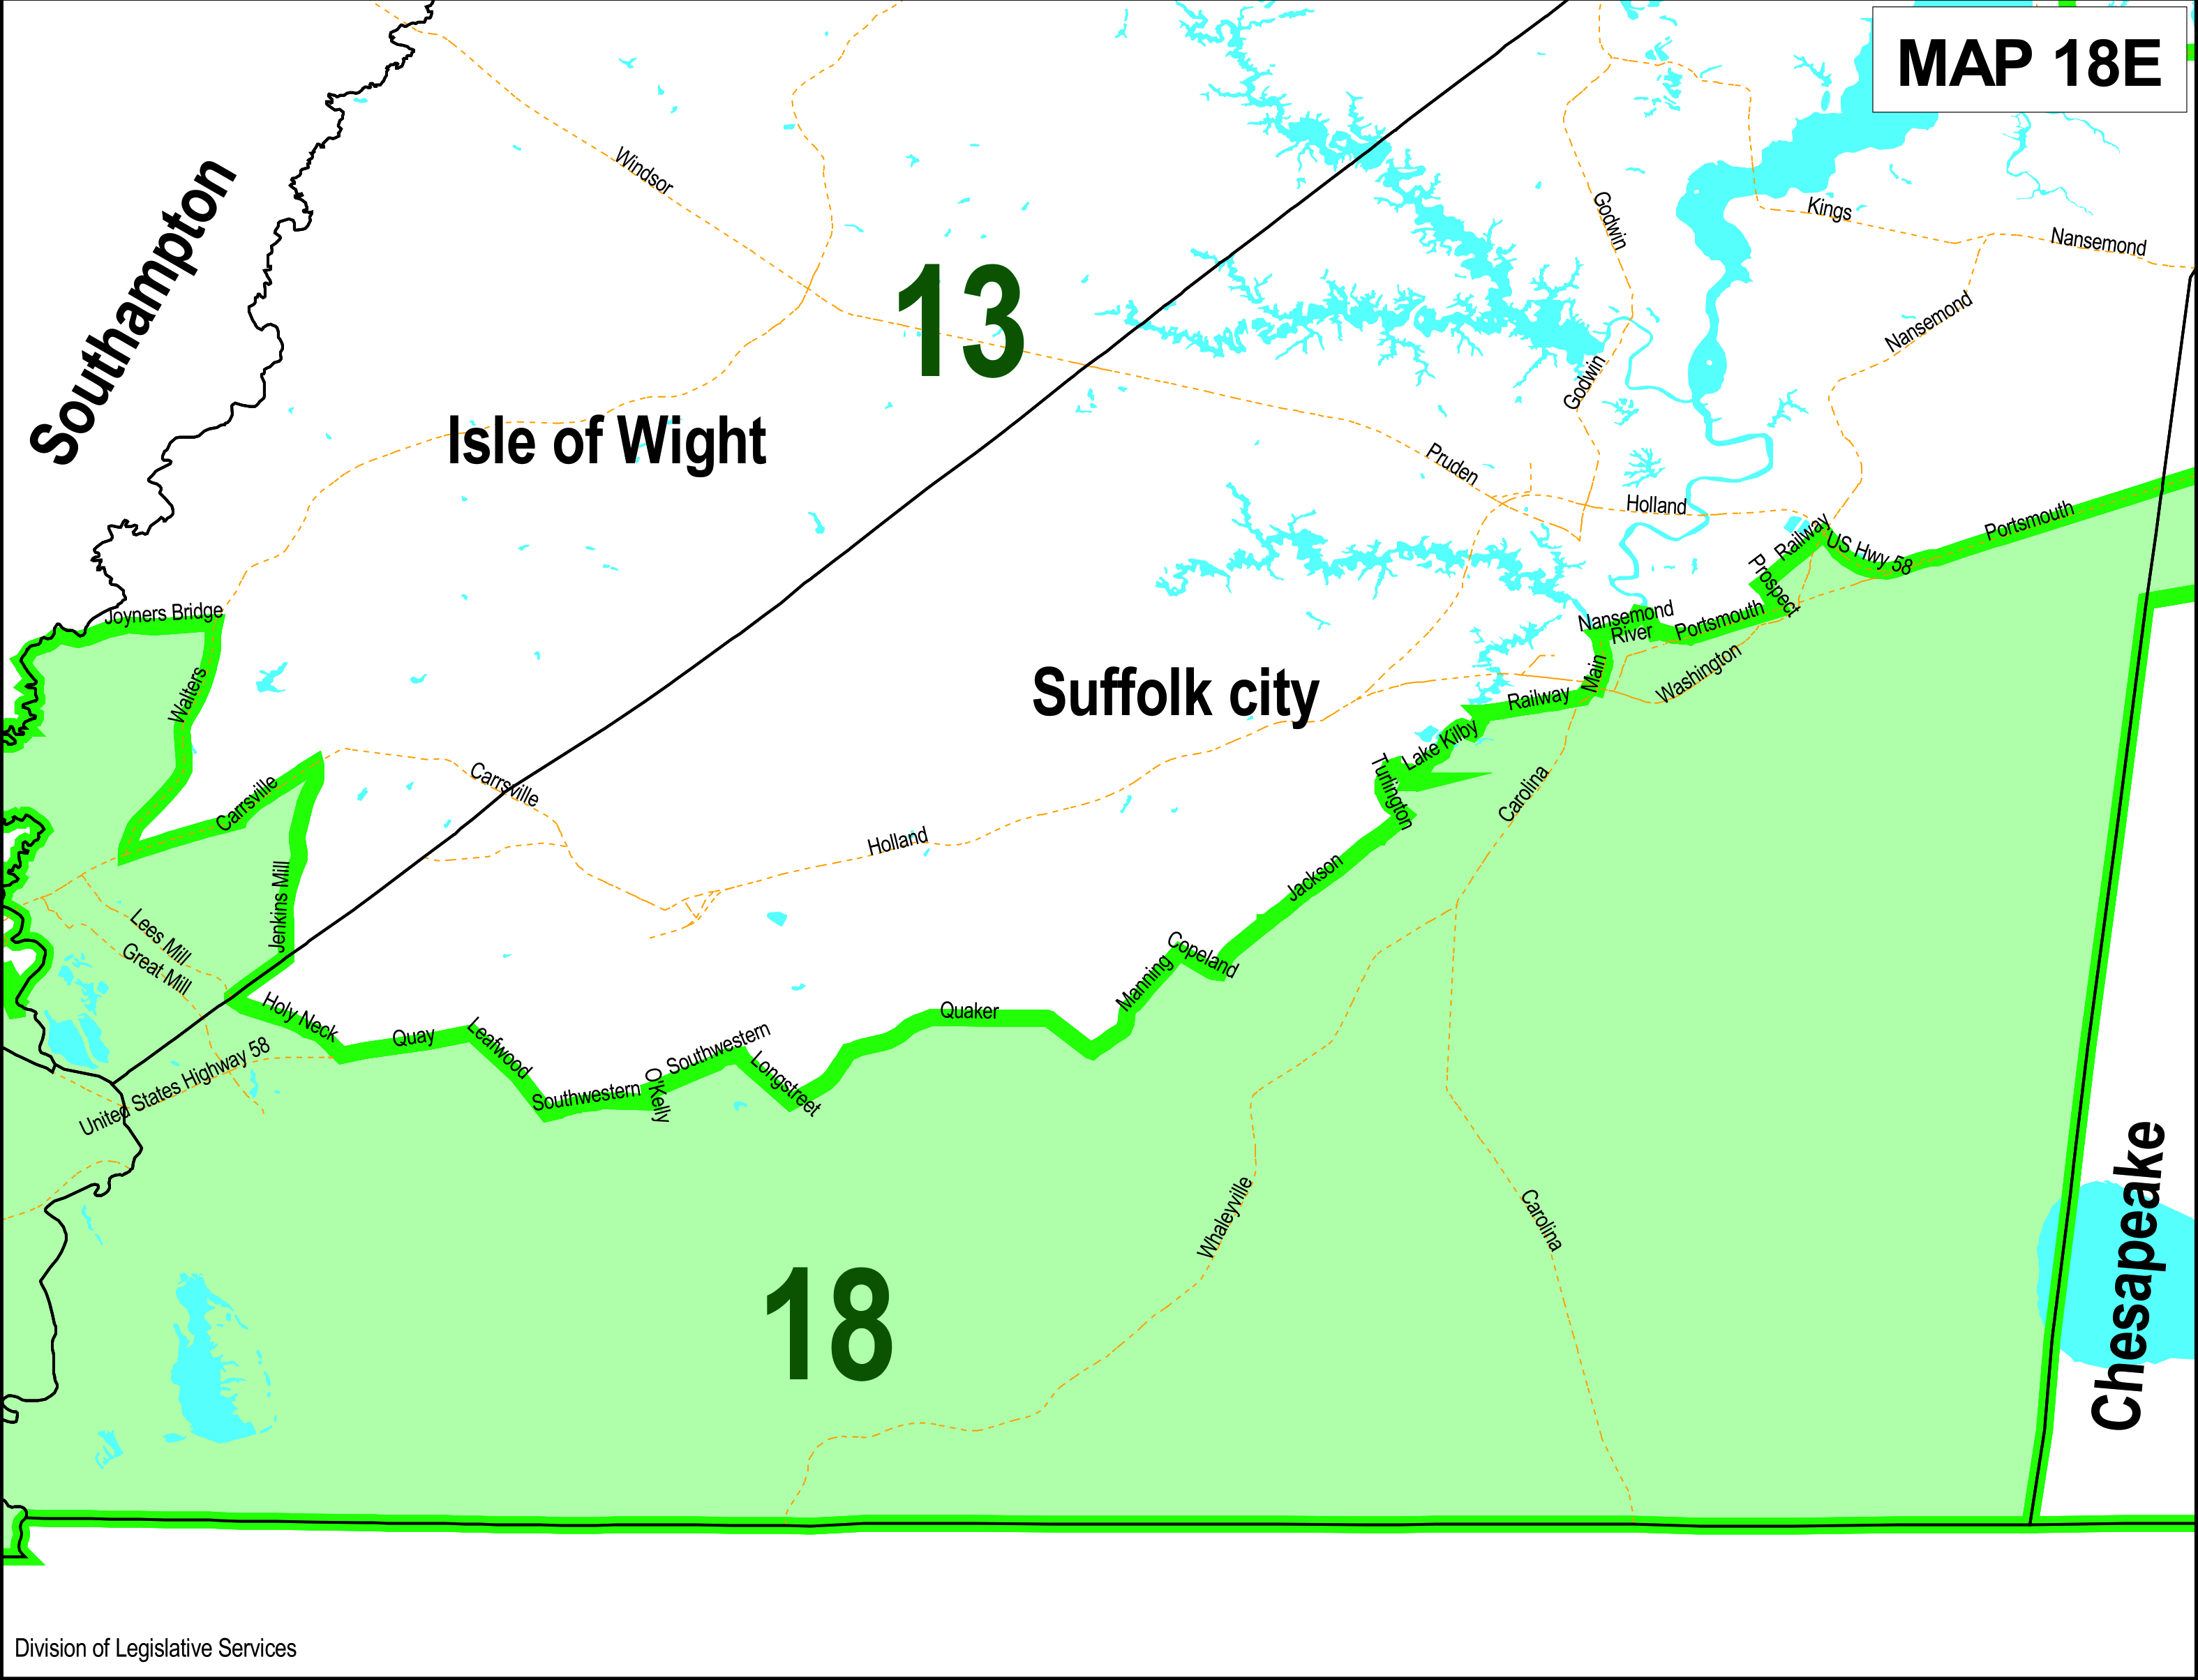 MAP 18E
Southampton
Windsor
Godwin
Kings
Nansemond
Nansemond
13
Godwin
Isle of Wight
Pruden
Holland
Portsmouth
Railway
US Hwy 58
Prospect
Joyners Bridge
Nansemond
River
Portsmouth
Washington
Main
Suffolk city
Walters
Railway
Lake Kilby
Turlington
Carrsville
Carrsville
Carolina
Holland
Jackson
Jenkins Mill
Lees Mill
Great Mill
Copeland
Manning
Holy Neck
Quay
Leafwood
Quaker
Southwestern
Longstreet
Southwestern
O'Kelly
United States Highway 58
Whaleyville
Carolina
Chesapeake
18
Division of Legislative Services